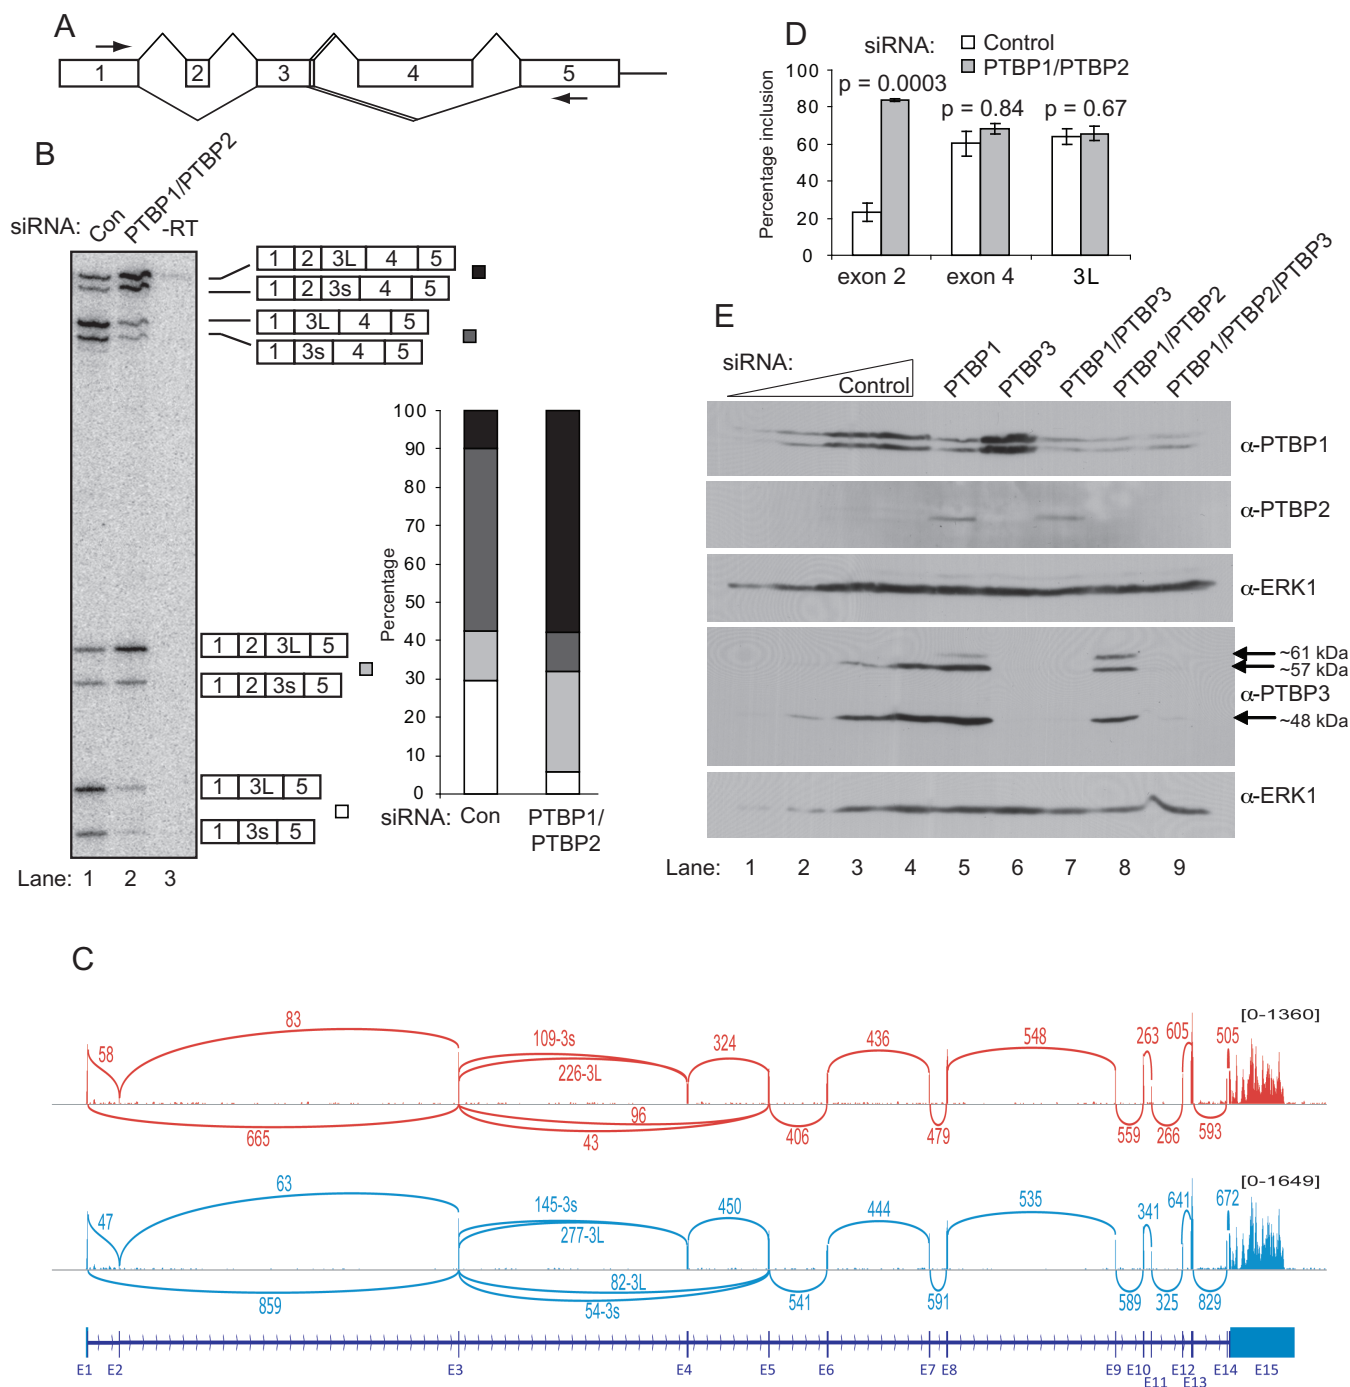 A
1 2 3 4 5
B
siRNA: Con PTBP1/PTBP2 -RT
1 2 3L 4 5
1 2 3s 4 5
1 3L 4 5
1 3s 4 5
1 2 3L 5
1 2 3s 5
1 3L 5
1 3s 5
Lane: 1 2 3
Percentage
100
90
80
70
60
50
40
30
20
10
0
siRNA: Con PTBP1/
PTBP2
D
siRNA: Control
PTBP1/PTBP2
Percentage inclusion
100
80
60
40
20
0
p = 0.0003
p = 0.84 p = 0.67
exon 2 exon 4 3L
E
siRNA: Control PTBP1 PTBP3 PTBP1/PTBP3 PTBP1/PTBP2 PTBP1/PTBP2/PTBP3
α-PTBP1
α-PTBP2
α-ERK1
~61 kDa
~57 kDa
α-PTBP3
~48 kDa
α-ERK1
Lane: 1 2 3 4 5 6 7 8 9
C
[0-1360]
58 83 109-3s 324 436 548 263 605 505
226-3L
665 96 406 479 559 266 593
43
[0-1649]
47 63 145-3s 450 444 535 341 641 672
277-3L
859 82-3L 541 591 589 325 829
54-3s
E1 E2 E3 E4 E5 E6 E7 E8 E9 E10 E11 E12 E13 E14 E15